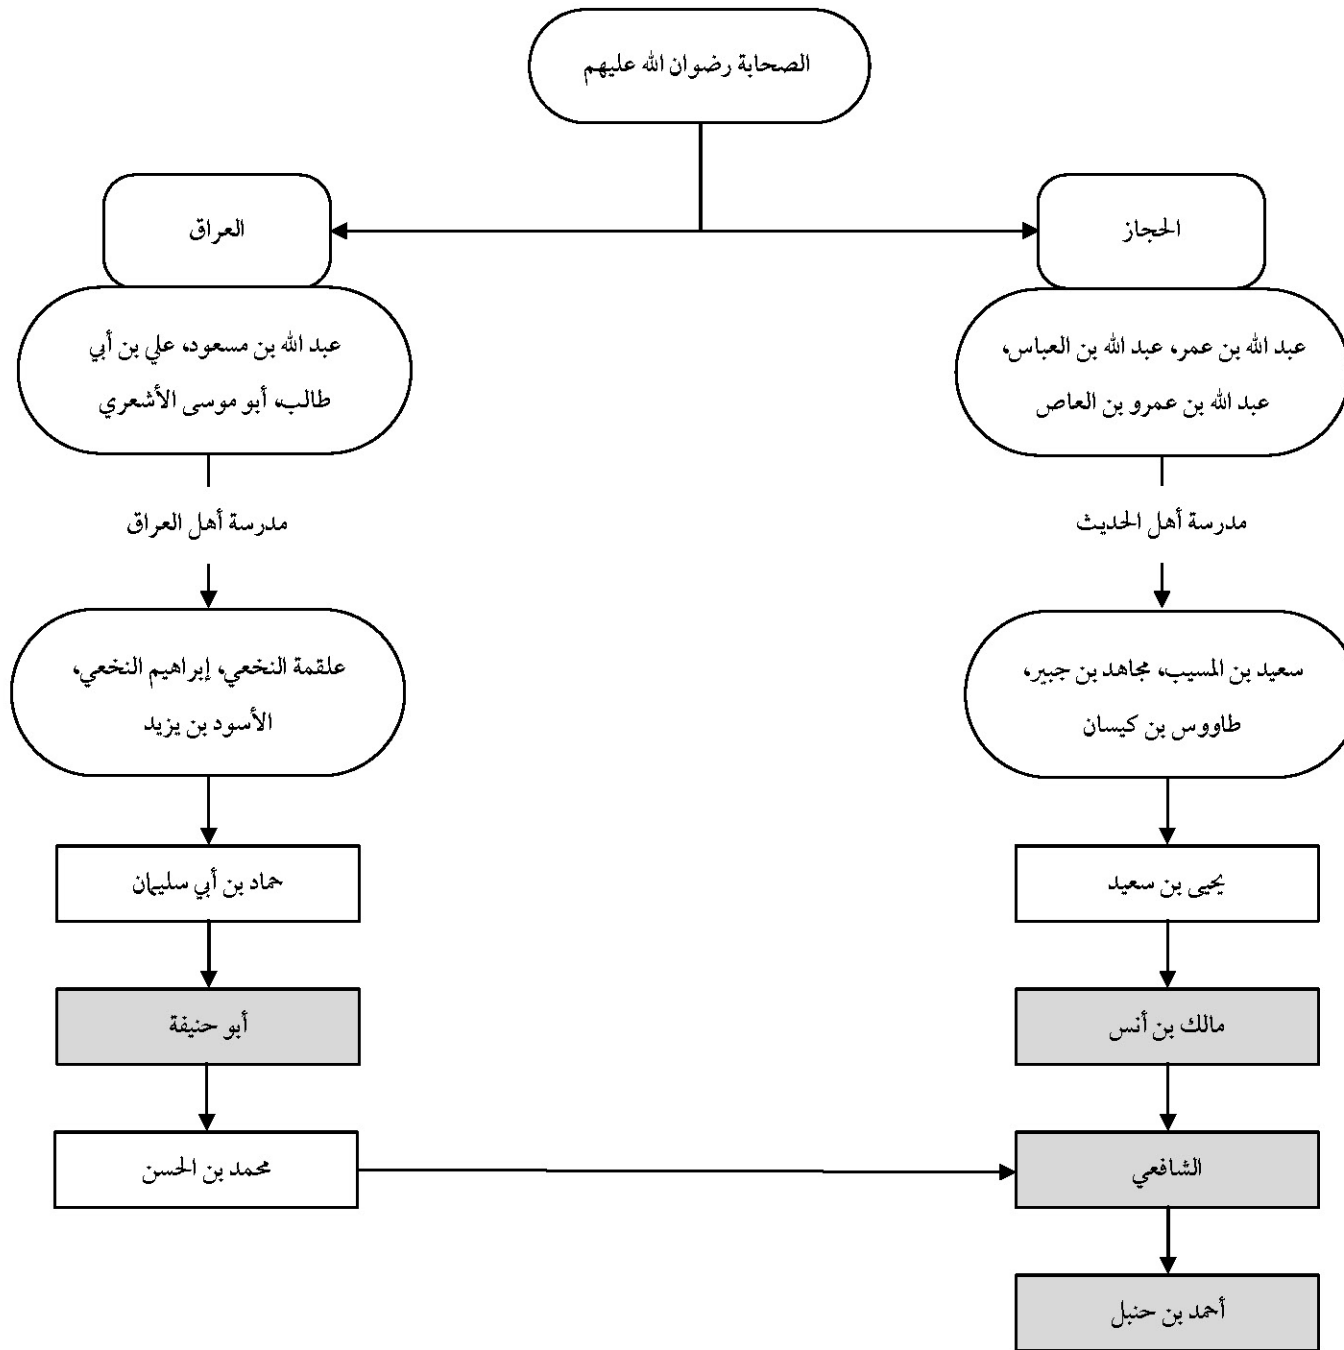 الصحابة رضوان الله عليهم
الحجاز
العراق
عبد الله بن عمر، عبد الله بن العباس،
عبد الله بن عمرو بن العاص
عبد الله بن مسعود، علي بن أبي
طالب، أبو موسى الأشعري
مدرسة أهل الحديث
مدرسة أهل العراق
سعيد بن المسيب، مجاهد بن جبير،
طاووس بن كيسان
علقمة النخعي، إبراهيم النخعي،
الأسود بن يزيد
يحيى بن سعيد
حماد بن أبي سليمان
مالك بن أنس
أبو حنيفة
الشافعي
محمد بن الحسن
أحمد بن حنبل